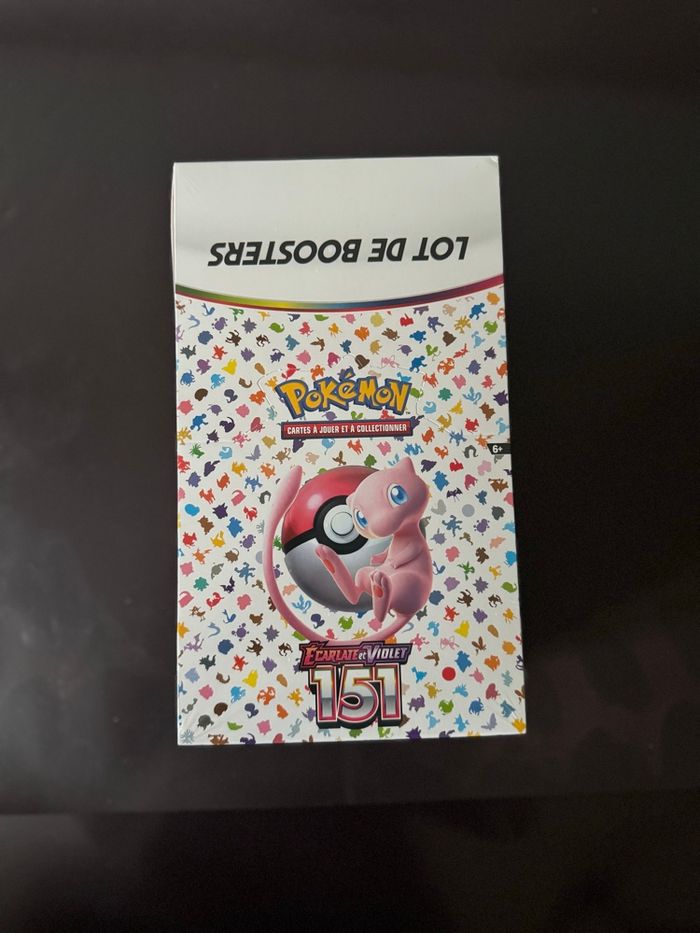 LOT DE BOOSTERS
POKéMON
CARTES À JOUER ET À COLLECTIONNER
6+
ÉCARLATE ET VIOLET
151